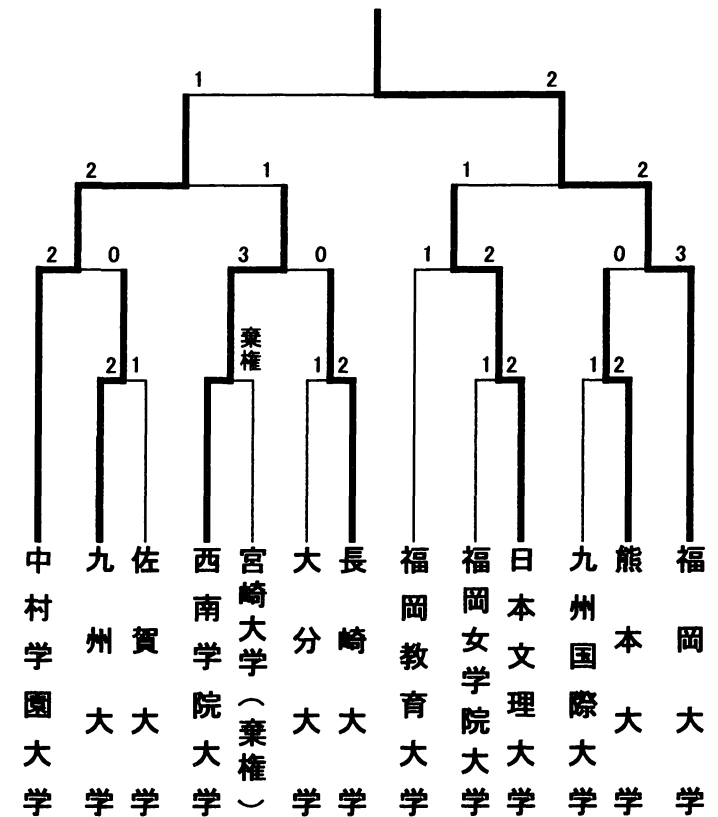 1 2
2 1 1 2
2 0 3 0 1 2 0 3
棄権
2 1 1 2 1 2 1 2
中村学園大学
九州大学
佐賀大学
西南学院大学
宮崎大学(棄権)
大分大学
長崎大学
福岡教育大学
福岡女学院大学
日本文理大学
九州国際大学
熊本大学
福岡大学